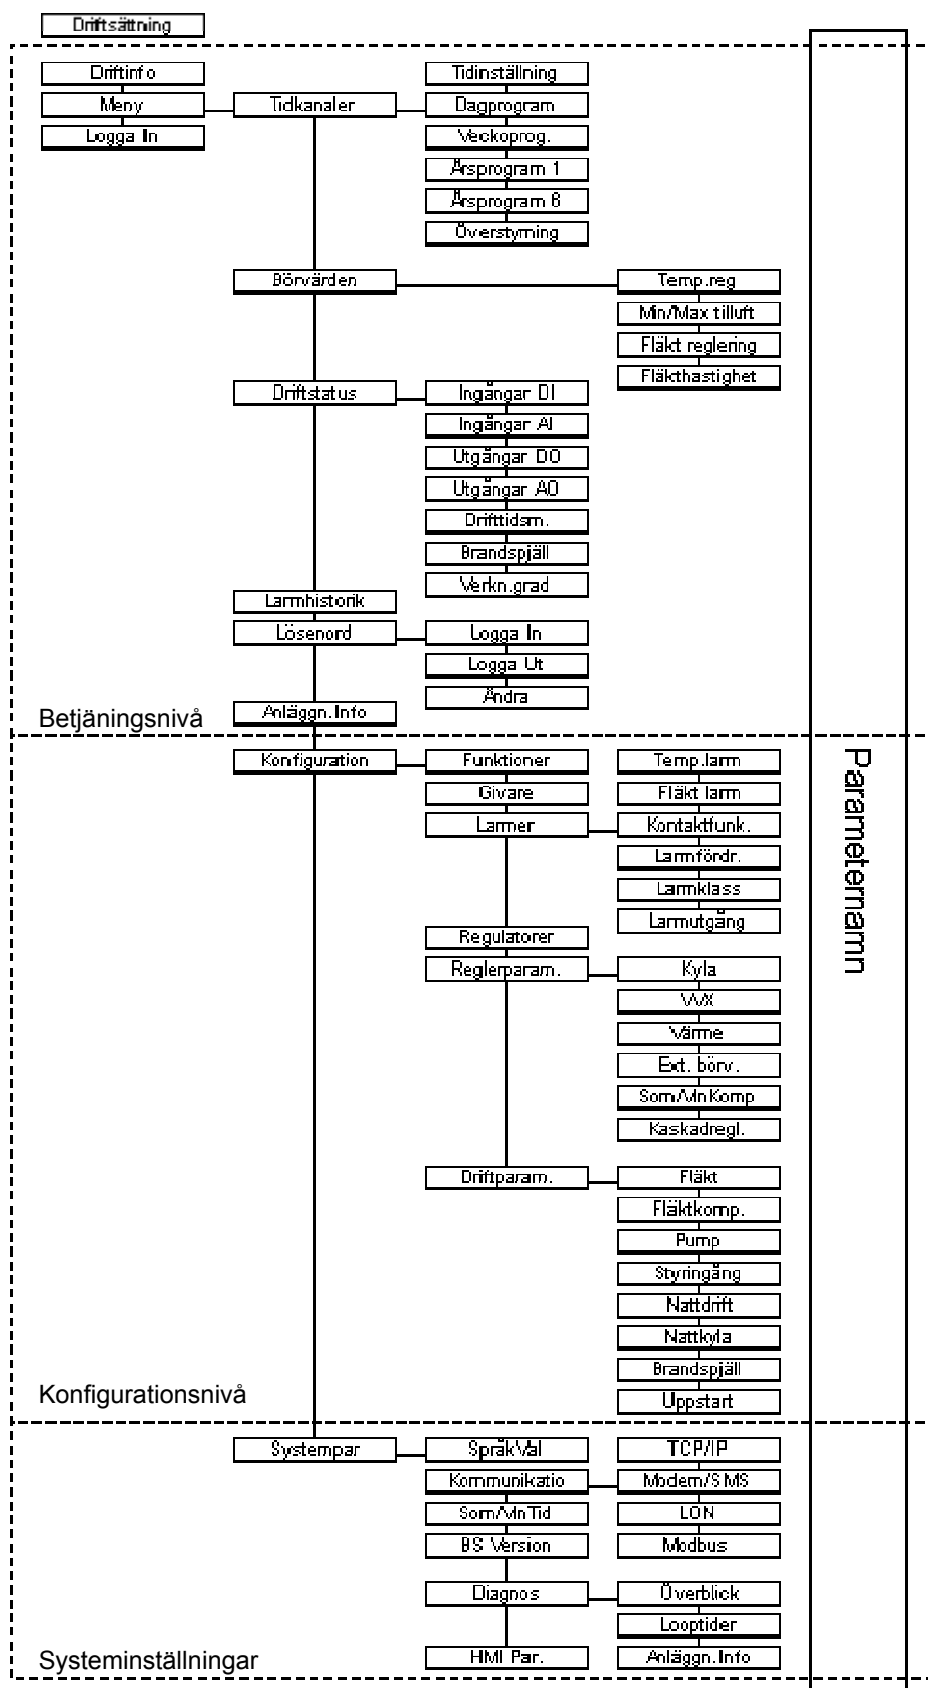 Driftsättning
Driftinfo
Tidinställning
Meny
Tidkanaler
Dagprogram
Logga In
Veckoprog.
Årsprogram 1
Årsprogram 6
Överstyrning
Börvärden
Temp.reg
Min/Max tilluft
Fläkt reglering
Fläkthastighet
Driftstatus
Ingångar DI
Ingångar AI
Utgångar DO
Utgångar AO
Drifttidsm.
Brandspjäll
Verkn.grad
Larmhistorik
Lösenord
Logga In
Logga Ut
Ändra
Anläggn.Info
Betjäningsnivå
Konfiguration
Funktioner
Temp.larm
Givare
Fläkt larm
Larmer
Kontaktfunk.
Larmfördr.
Larmklass
Larmutgång
Regulatorer
Reglerparam.
Kyla
VVX
Värme
Ext. börv.
Som/VinKomp
Kaskadregl.
Driftparam.
Fläkt
Fläktkomp.
Pump
Styringång
Nattdrift
Nattkyla
Brandspjäll
Uppstart
Konfigurationsnivå
Parameternamn
Systempar
SpråkVal
TCP/IP
Kommunikatio
Modem/SMS
Som/VinTid
LON
BS Version
Modbus
Diagnos
Överblick
Looptider
HMI Par.
Anläggn.Info
Systeminställningar